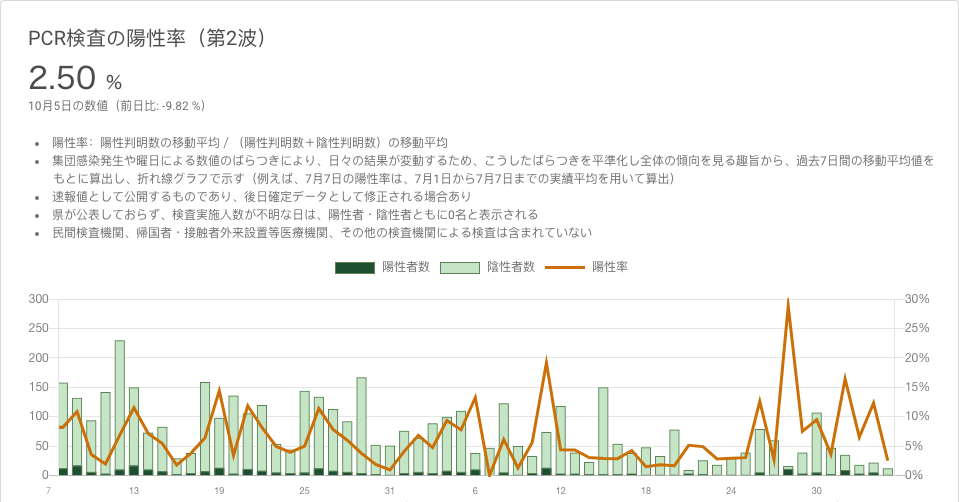 PCR検査の陽性率（第2波）
2.50 %
10月5日の数値（前日比: -9.82 %）
• 陽性率：陽性判明数の移動平均 / （陽性判明数＋陰性判明数）の移動平均
• 集団感染発生や曜日による数値のばらつきにより、日々の結果が変動するため、こうしたばらつきを平準化し全体の傾向を見る趣旨から、過去7日間の移動平均値を
もとに算出し、折れ線グラフで示す（例えば、7月7日の陽性率は、7月1日から7月7日までの実績平均を用いて算出）
• 速報値として公開するものであり、後日確定データとして修正される場合あり
• 県が公表しておらず、検査実施人数が不明な日は、陽性者・陰性者ともに0名と表示される
• 民間検査機関、帰国者・接触者外来設置等医療機関、その他の検査機関による検査は含まれていない
陽性者数 陰性者数 陽性率
300 30%
250 25%
200 20%
150 15%
100 10%
50 5%
0 0%
7 13 19 25 31 6 12 18 24 30